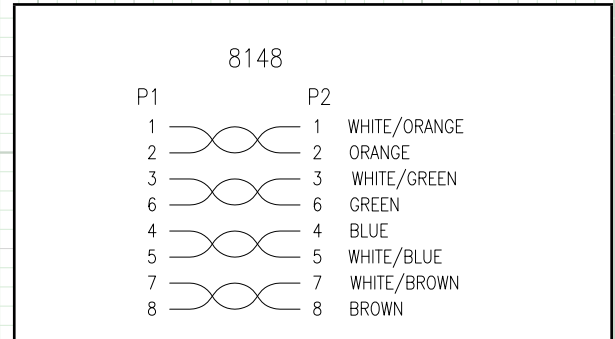 8148
P1 P2
1 1 WHITE/ORANGE
2 2 ORANGE
3 3 WHITE/GREEN
6 6 GREEN
4 4 BLUE
5 5 WHITE/BLUE
7 7 WHITE/BROWN
8 8 BROWN